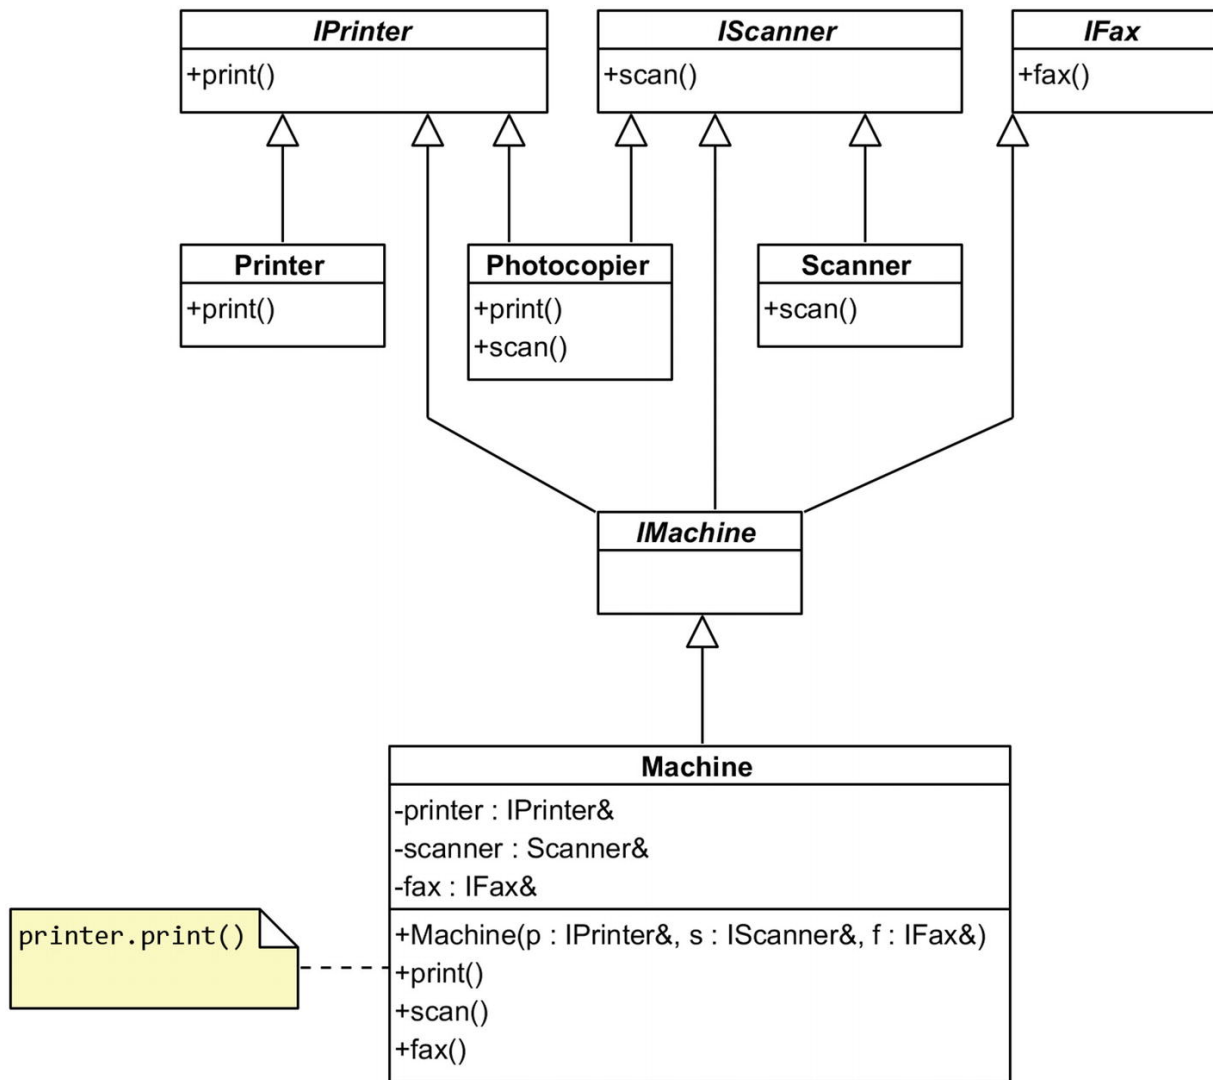 IPrinter
+print()
IScanner
+scan()
IFax
+fax()
Printer
+print()
Photocopier
+print()
+scan()
Scanner
+scan()
IMachine
Machine
-printer : IPrinter&
-scanner : Scanner&
-fax : IFax&
+Machine(p : IPrinter&, s : IScanner&, f : IFax&)
+print()
+scan()
+fax()
printer.print()